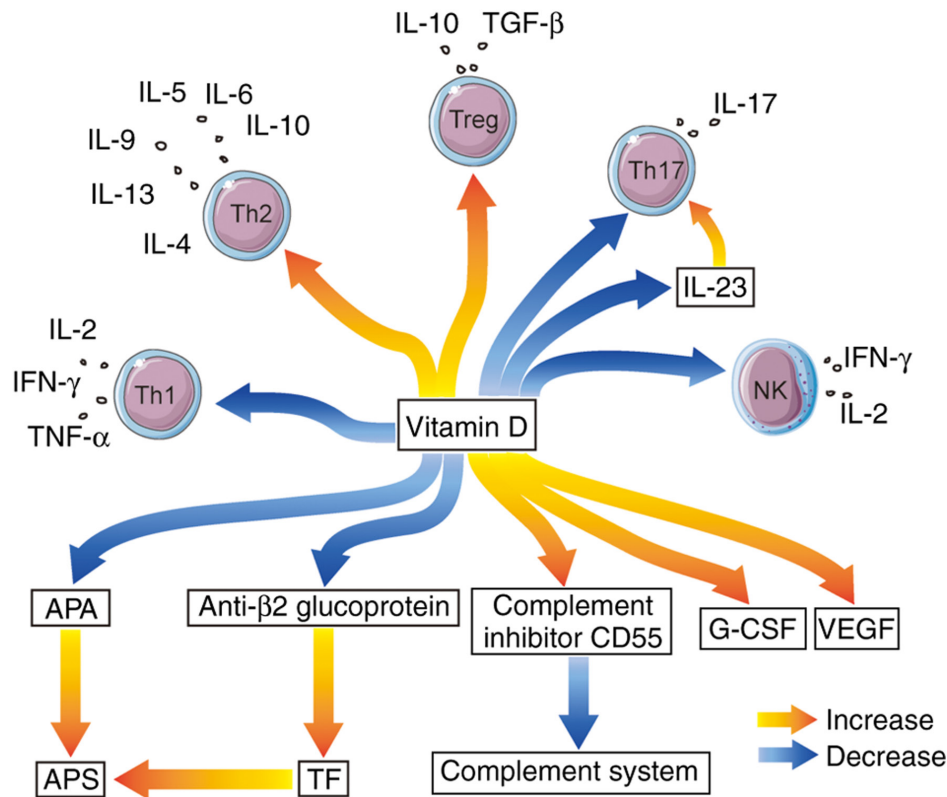 IL-10 TGF-β
Treg
IL-5 IL-6
IL-9 IL-10
IL-13
Th2
IL-4
IL-17
Th17
IL-23
IL-2
IFN-γ
Th1
TNF-α
IFN-γ
NK
IL-2
Vitamin D
APA
Anti-β2 glucoprotein
Complement
inhibitor CD55
G-CSF
VEGF
Increase
Decrease
APS
TF
Complement system